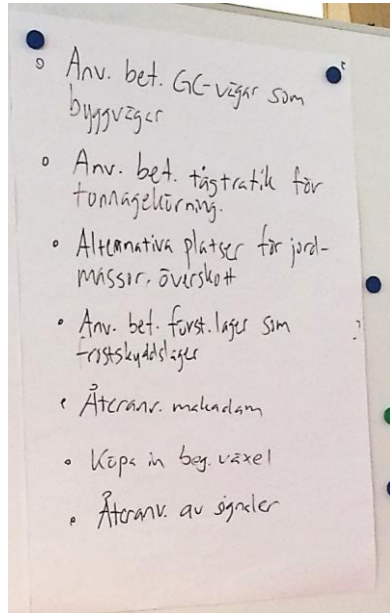 Anv. bet. GC-vägar som
byggvägar
Anv. bet. tågtrafik för
tonnagekörning.
Alternativa platser för jord-
massor, överskott
Anv. bet. först. lager som
frostskyddslager
Återanv. makadam
Köpa in beg. växel
Återanv. av signaler